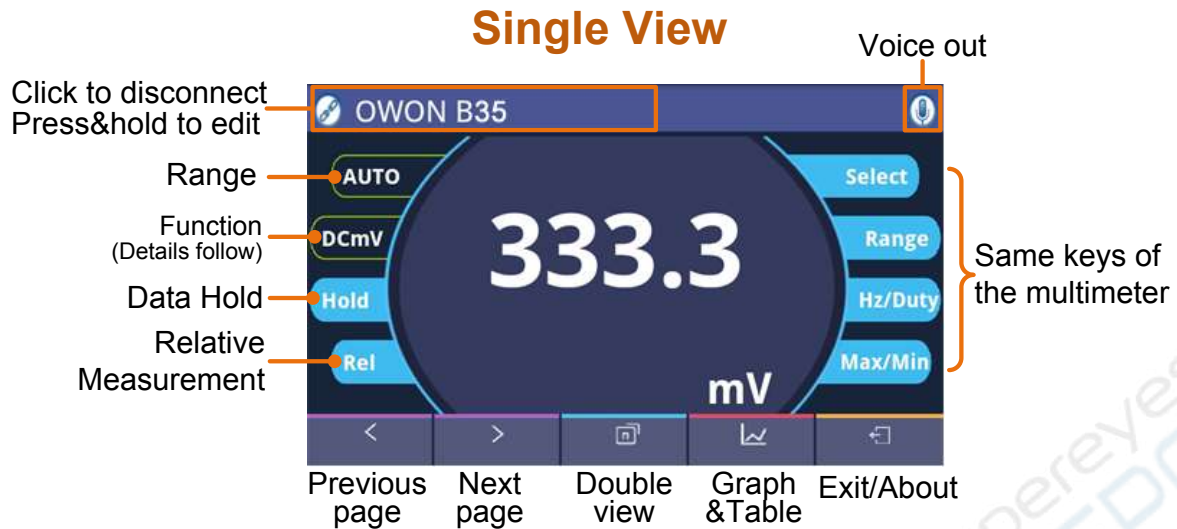 Single View
Voice out
Click to disconnect
Press&hold to edit
OWON B35
Range
AUTO
Select
Function
(Details follow)
DCmV
333.3
Range
Same keys of
the multimeter
Data Hold
Hold
Hz/Duty
Relative
Measurement
Rel
Max/Min
mV
<
>
Previous
page
Next
page
Double
view
Graph
&Table
Exit/About